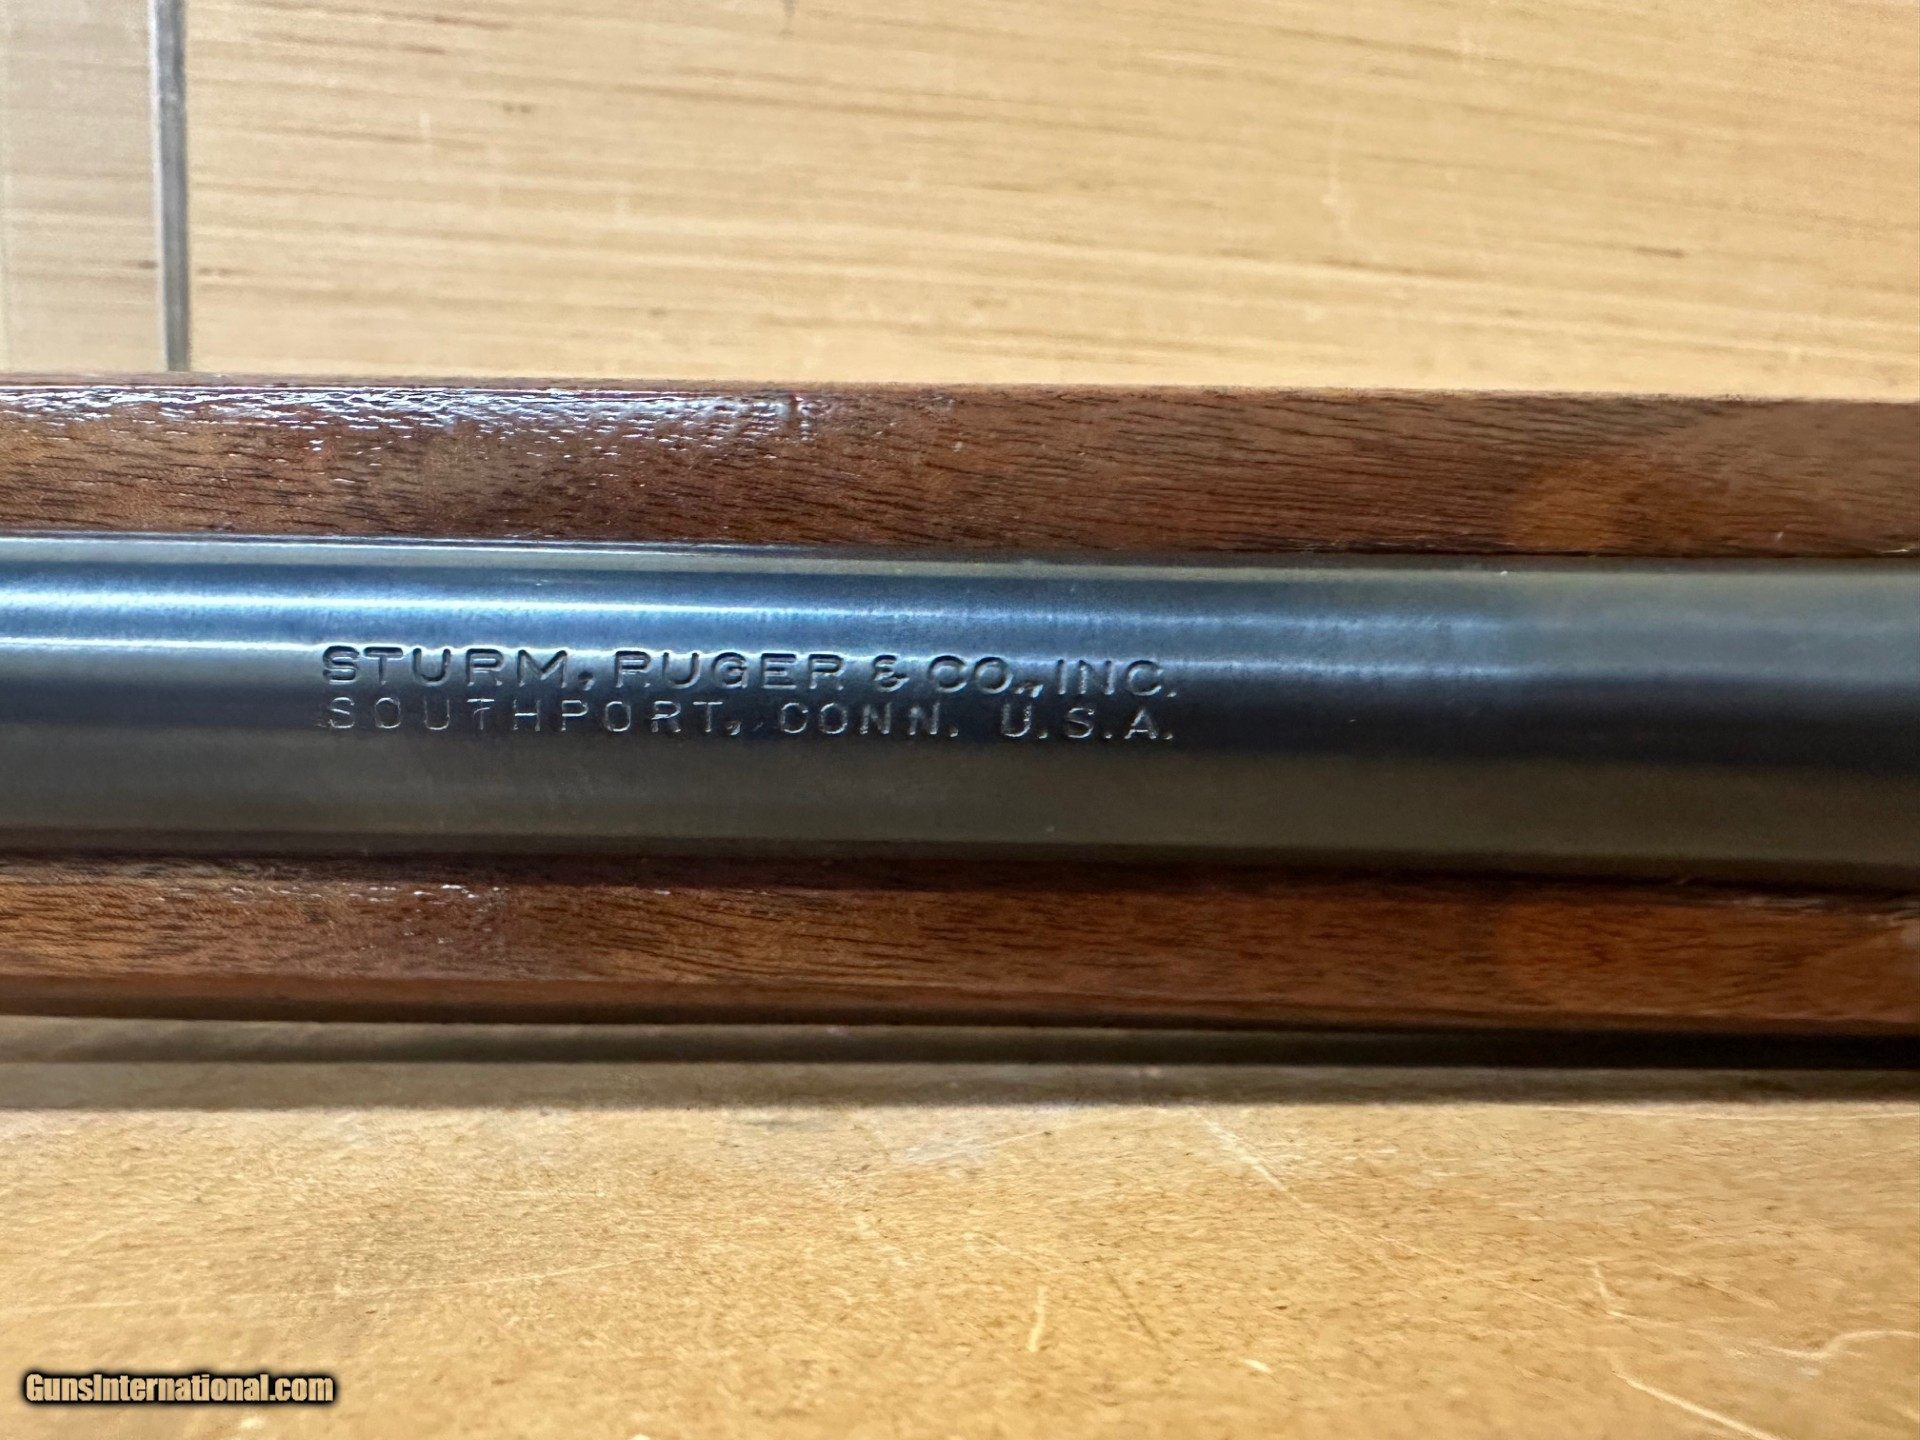 STURM, RUGER & CO., INC.
SOUTHPORT, CONN. U.S.A.
GunsInternational.com